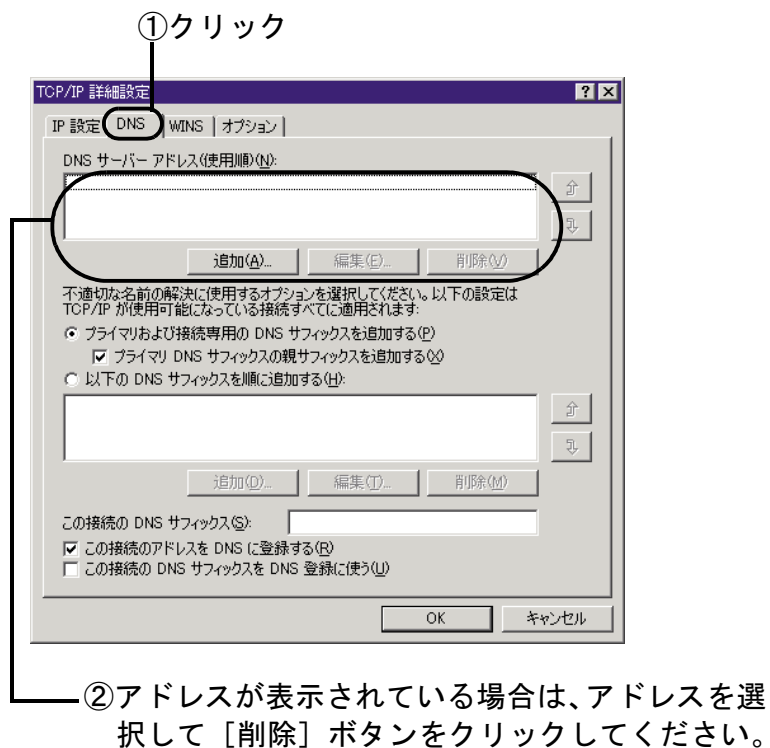 ①クリック
TCP/IP 詳細設定
IP 設定 DNS WINS オプション
DNS サーバー アドレス(使用順)(N):
追加(A)... 編集(E)... 削除(V)
不適切な名前の解決に使用するオプションを選択してください。以下の設定は
TCP/IP が使用可能になっている接続すべてに適用されます:
プライマリおよび接続専用の DNS サフィックスを追加する(P)
プライマリ DNS サフィックスの親サフィックスを追加する(X)
以下の DNS サフィックスを順に追加する(H):
追加(D)... 編集(T)... 削除(M)
この接続の DNS サフィックス(S):
この接続のアドレスを DNS に登録する(R)
この接続の DNS サフィックスを DNS 登録に使う(U)
OK キャンセル
②アドレスが表示されている場合は、アドレスを選
択して［削除］ボタンをクリックしてください。